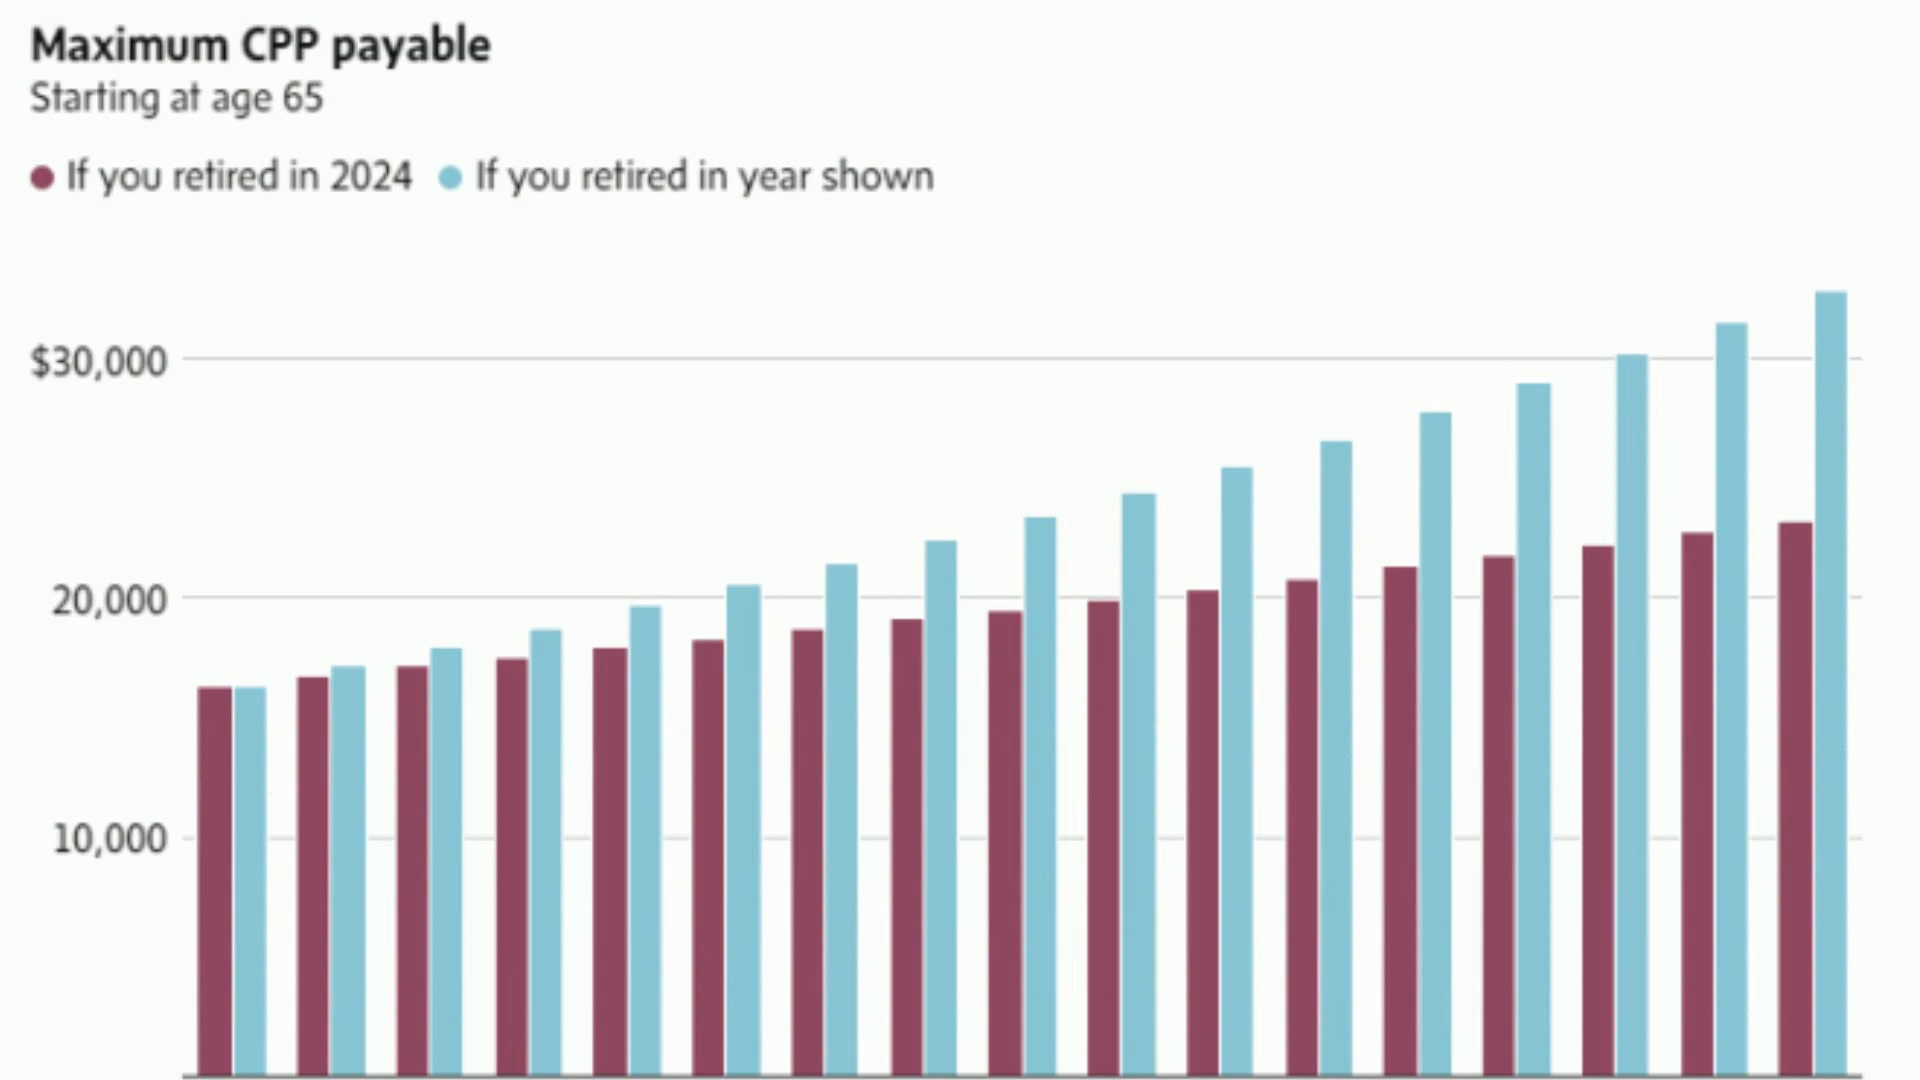 Maximum CPP payable
Starting at age 65
If you retired in 2024 If you retired in year shown
$30,000
20,000
10,000